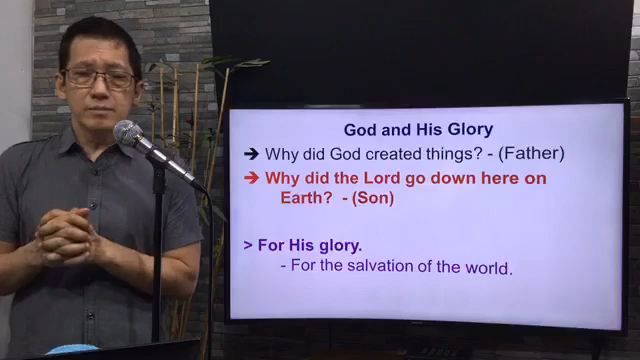 God and His Glory
➔ Why did God created things? - (Father)
➔ Why did the Lord go down here on
Earth? - (Son)
> For His glory.
- For the salvation of the world.